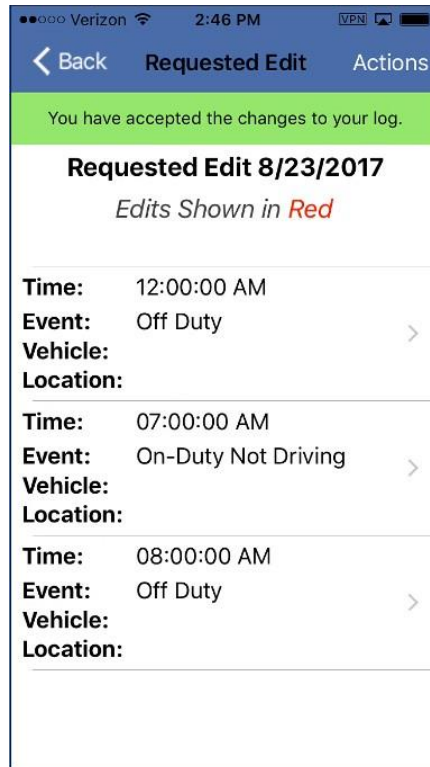 Verizon 2:46 PM VPN
Back Requested Edit Actions
You have accepted the changes to your log.
Requested Edit 8/23/2017
Edits Shown in Red
Time: 12:00:00 AM
Event: Off Duty
Vehicle:
Location:
Time: 07:00:00 AM
Event: On-Duty Not Driving
Vehicle:
Location:
Time: 08:00:00 AM
Event: Off Duty
Vehicle:
Location: